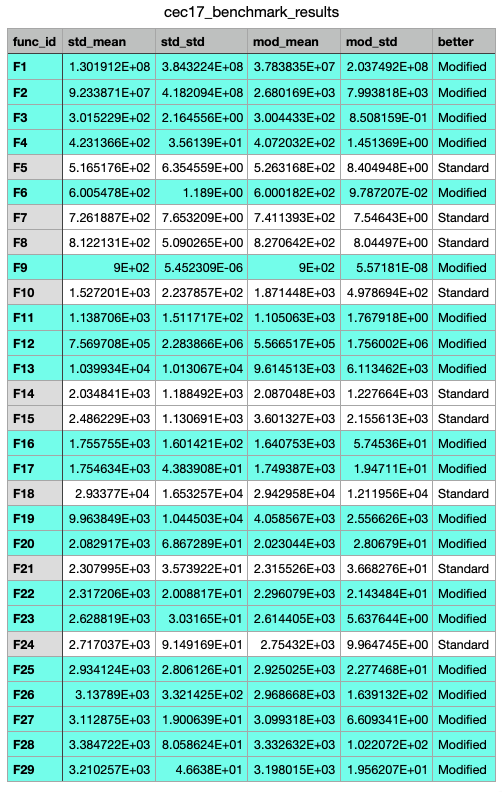 cec17_benchmark_results
func_id std_mean std_std mod_mean mod_std better
F1 1.301912E+08 3.843224E+08 3.783835E+07 2.037492E+08 Modified
F2 9.233871E+07 4.182094E+08 2.680169E+03 7.993818E+03 Modified
F3 3.015229E+02 2.164556E+00 3.004433E+02 8.508159E-01 Modified
F4 4.231366E+02 3.56139E+01 4.072032E+02 1.451369E+00 Modified
F5 5.165176E+02 6.354559E+00 5.263168E+02 8.404948E+00 Standard
F6 6.005478E+02 1.189E+00 6.000182E+02 9.787207E-02 Modified
F7 7.261887E+02 7.653209E+00 7.411393E+02 7.54643E+00 Standard
F8 8.122131E+02 5.090265E+00 8.270642E+02 8.04497E+00 Standard
F9 9E+02 5.452309E-06 9E+02 5.57181E-08 Modified
F10 1.527201E+03 2.237857E+02 1.871448E+03 4.978694E+02 Standard
F11 1.138706E+03 1.511717E+02 1.105063E+03 1.767918E+00 Modified
F12 7.569708E+05 2.283866E+06 5.566517E+05 1.756002E+06 Modified
F13 1.039934E+04 1.013067E+04 9.614513E+03 6.113462E+03 Modified
F14 2.034841E+03 1.188492E+03 2.087048E+03 1.227664E+03 Standard
F15 2.486229E+03 1.130691E+03 3.601327E+03 2.155613E+03 Standard
F16 1.755755E+03 1.601421E+02 1.640753E+03 5.74536E+01 Modified
F17 1.754634E+03 4.383908E+01 1.749387E+03 1.94711E+01 Modified
F18 2.93377E+04 1.653257E+04 2.942958E+04 1.211956E+04 Standard
F19 9.963849E+03 1.044503E+04 4.058567E+03 2.556626E+03 Modified
F20 2.082917E+03 6.867289E+01 2.023044E+03 2.80679E+01 Modified
F21 2.307995E+03 3.573922E+01 2.315526E+03 3.668276E+01 Standard
F22 2.317206E+03 2.008817E+01 2.296079E+03 2.143484E+01 Modified
F23 2.628819E+03 3.03165E+01 2.614405E+03 5.637644E+00 Modified
F24 2.717037E+03 9.149169E+01 2.75432E+03 9.964745E+00 Standard
F25 2.934124E+03 2.806126E+01 2.925025E+03 2.277468E+01 Modified
F26 3.13789E+03 3.321425E+02 2.968668E+03 1.639132E+02 Modified
F27 3.112875E+03 1.900639E+01 3.099318E+03 6.609341E+00 Modified
F28 3.384722E+03 8.058624E+01 3.332632E+03 1.022072E+02 Modified
F29 3.210257E+03 4.6638E+01 3.198015E+03 1.956207E+01 Modified